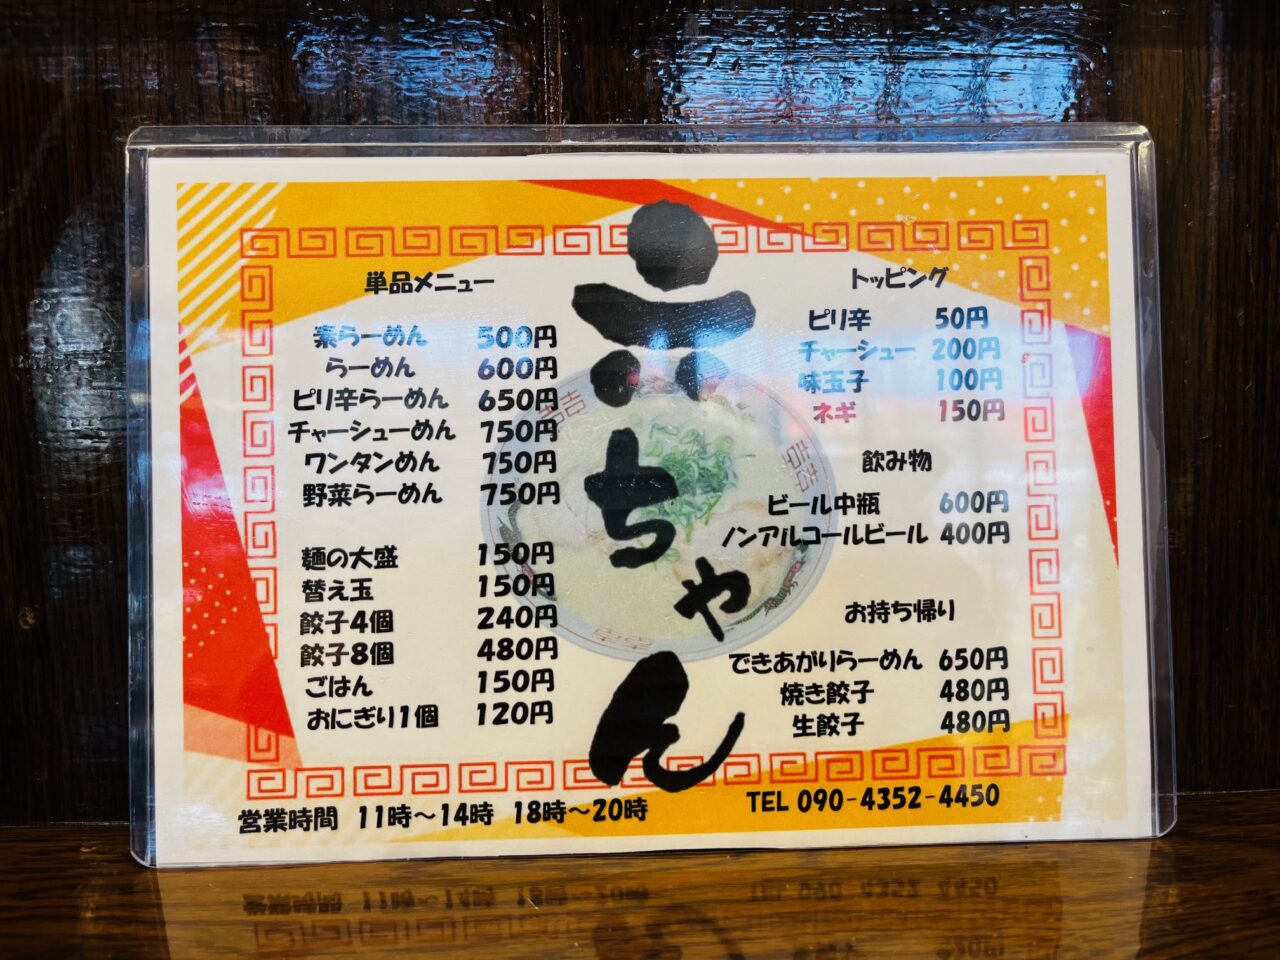 六ちゃん
単品メニュー
素らーめん 500円
らーめん 600円
ピリ辛らーめん 650円
チャーシューめん 750円
ワンタンめん 750円
野菜らーめん 750円
麺の大盛 150円
替え玉 150円
餃子4個 240円
餃子8個 480円
ごはん 150円
おにぎり1個 120円
トッピング
ピリ辛 50円
チャーシュー 200円
味玉子 100円
ネギ 150円
飲み物
ビール中瓶 600円
ノンアルコールビール 400円
お持ち帰り
できあがりらーめん 650円
焼き餃子 480円
生餃子 480円
営業時間 11時～14時 18時～20時
TEL 090-4352-4450